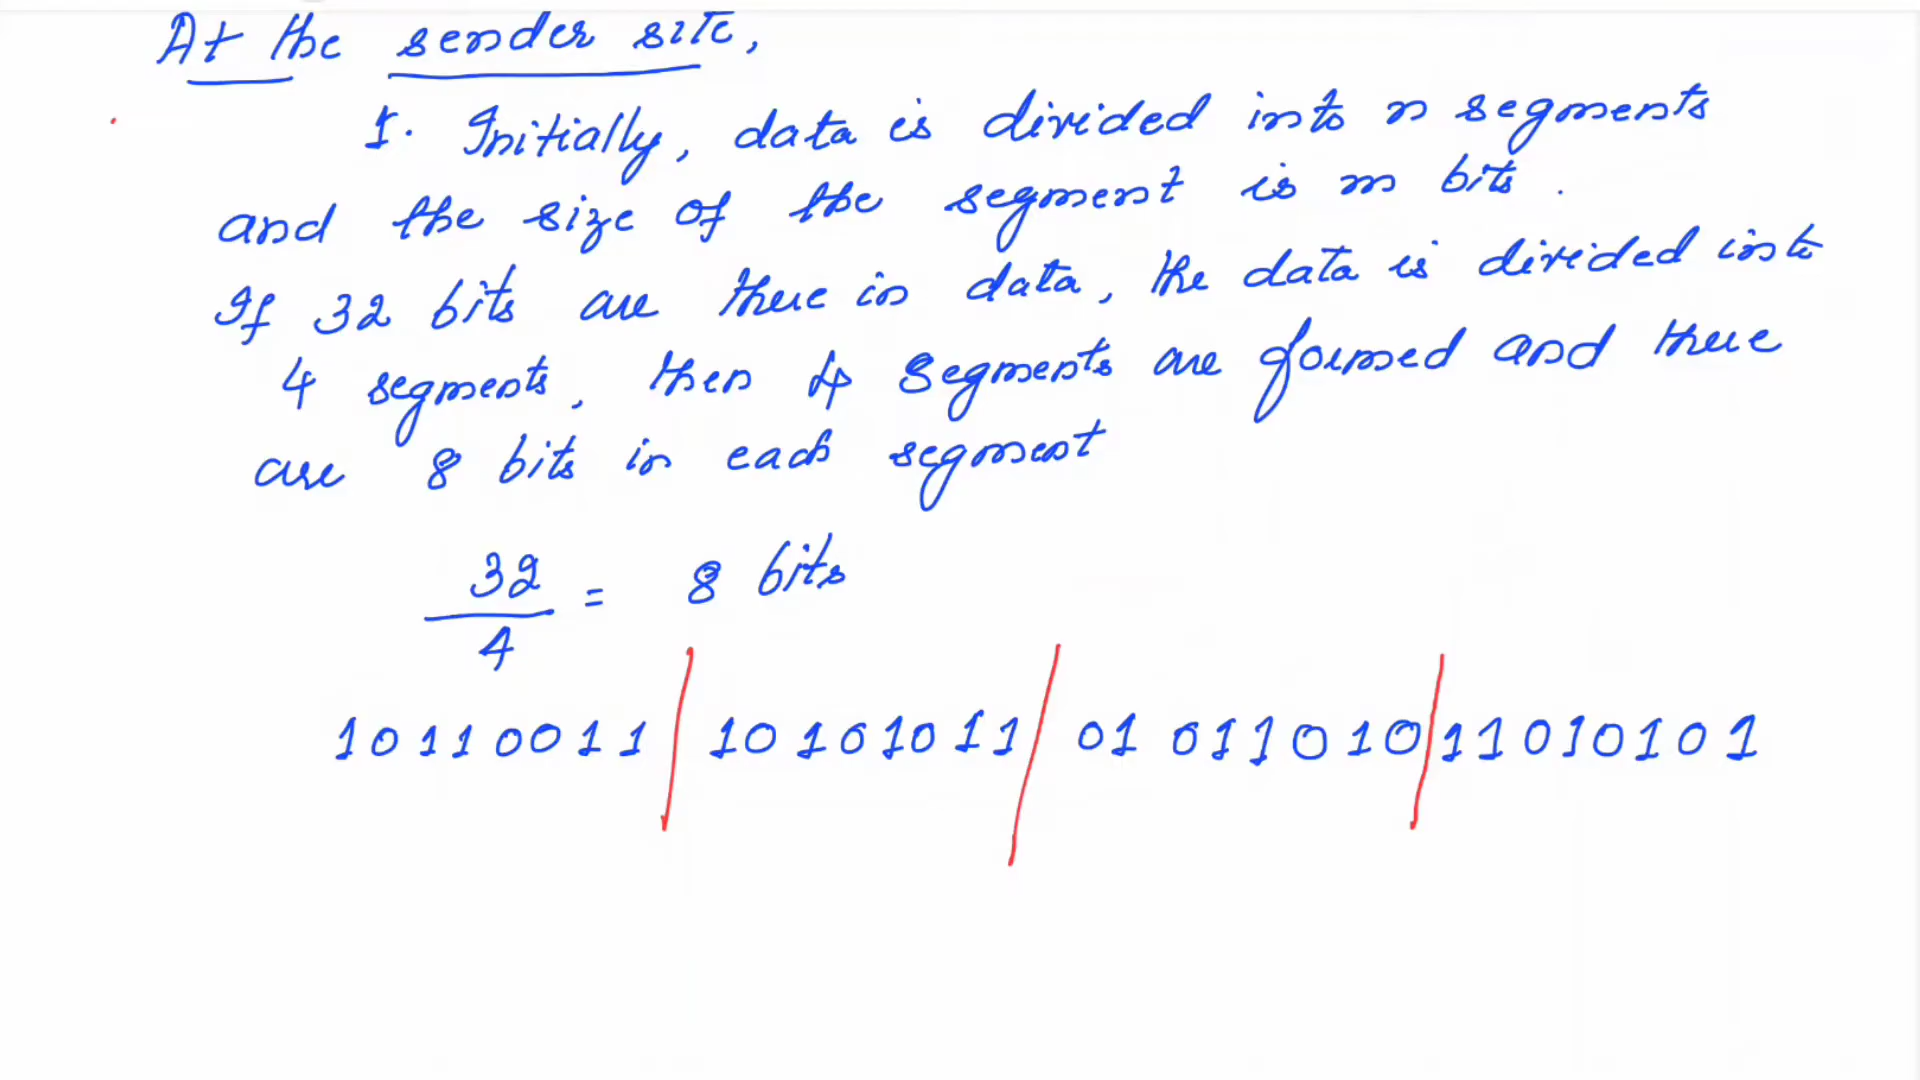 At the sender site,
1. Initially, data is divided into n segments
and the size of the segment is m bits.
If 32 bits are there in data, the data is divided into
4 segments, then 4 segments are formed and there
are 8 bits in each segment
32/4 = 8 bits
10110011 / 10101011 / 01011010 / 11010101